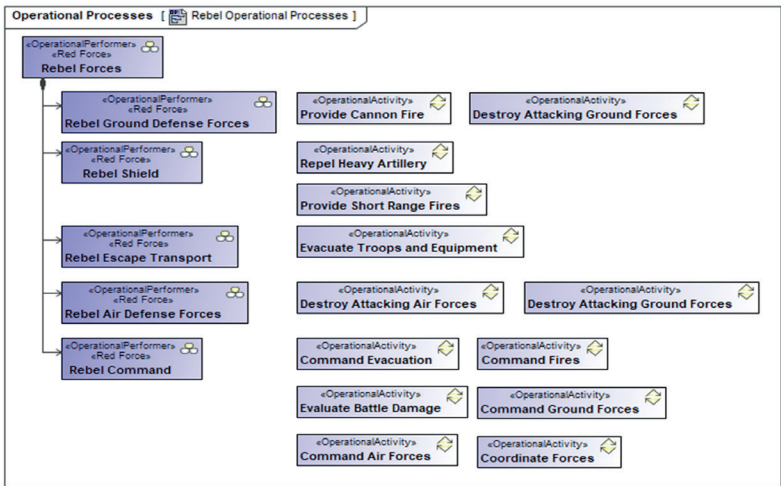 Operational Processes [ Rebel Operational Processes ]
«OperationalPerformer»
«Red Force»
Rebel Forces
«OperationalPerformer»
«Red Force»
Rebel Ground Defense Forces
«OperationalActivity»
Provide Cannon Fire
«OperationalActivity»
Destroy Attacking Ground Forces
«OperationalPerformer»
«Red Force»
Rebel Shield
«OperationalActivity»
Repel Heavy Artillery
«OperationalActivity»
Provide Short Range Fires
«OperationalPerformer»
«Red Force»
Rebel Escape Transport
«OperationalActivity»
Evacuate Troops and Equipment
«OperationalPerformer»
«Red Force»
Rebel Air Defense Forces
«OperationalActivity»
Destroy Attacking Air Forces
«OperationalActivity»
Destroy Attacking Ground Forces
«OperationalPerformer»
«Red Force»
Rebel Command
«OperationalActivity»
Command Evacuation
«OperationalActivity»
Command Fires
«OperationalActivity»
Evaluate Battle Damage
«OperationalActivity»
Command Ground Forces
«OperationalActivity»
Command Air Forces
«OperationalActivity»
Coordinate Forces